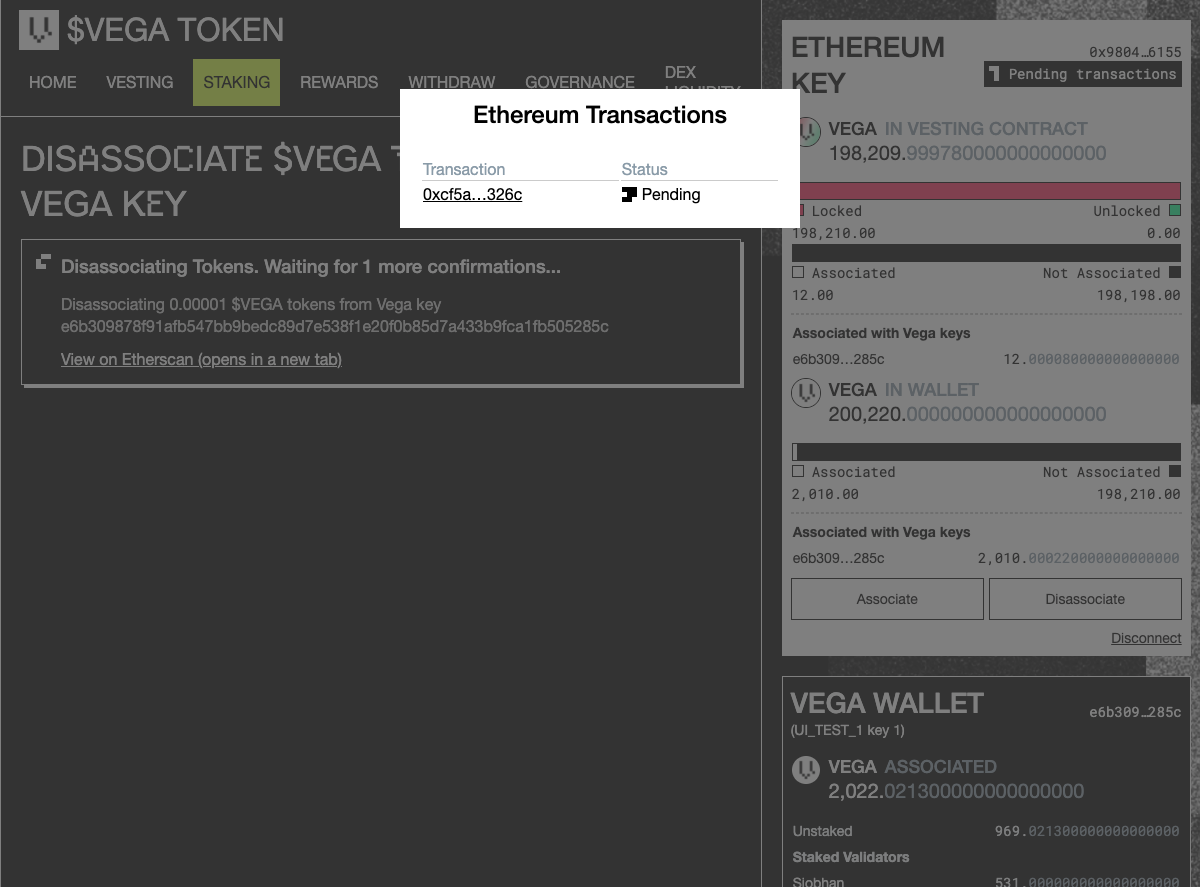 $VEGA TOKEN
HOME
VESTING
STAKING
REWARDS
WITHDRAW
GOVERNANCE
DEX
LIQUIDITY
Ethereum Transactions
Transaction Status
0xcf5a…326c Pending
DISASSOCIATE $VEGA
VEGA KEY
Disassociating Tokens. Waiting for 1 more confirmations...
Disassociating 0.00001 $VEGA tokens from Vega key
e6b309878f91afb547bb9bedc89d7e538f1e20f0b85d7a433b9fca1fb505285c
View on Etherscan (opens in a new tab)
ETHEREUM
KEY
0x9804…6155
Pending transactions
VEGA IN VESTING CONTRACT
198,209.999780000000000000
Locked Unlocked
198,210.00 0.00
Associated Not Associated
12.00 198,198.00
Associated with Vega keys
e6b309…285c 12.000080000000000000
VEGA IN WALLET
200,220.000000000000000000
Associated Not Associated
2,010.00 198,210.00
Associated with Vega keys
e6b309…285c 2,010.000220000000000000
Associate Disassociate
Disconnect
VEGA WALLET e6b309…285c
(UI_TEST_1 key 1)
VEGA ASSOCIATED
2,022.021300000000000000
Unstaked 969.021300000000000000
Staked Validators
Siobhan 531.000000000000000000